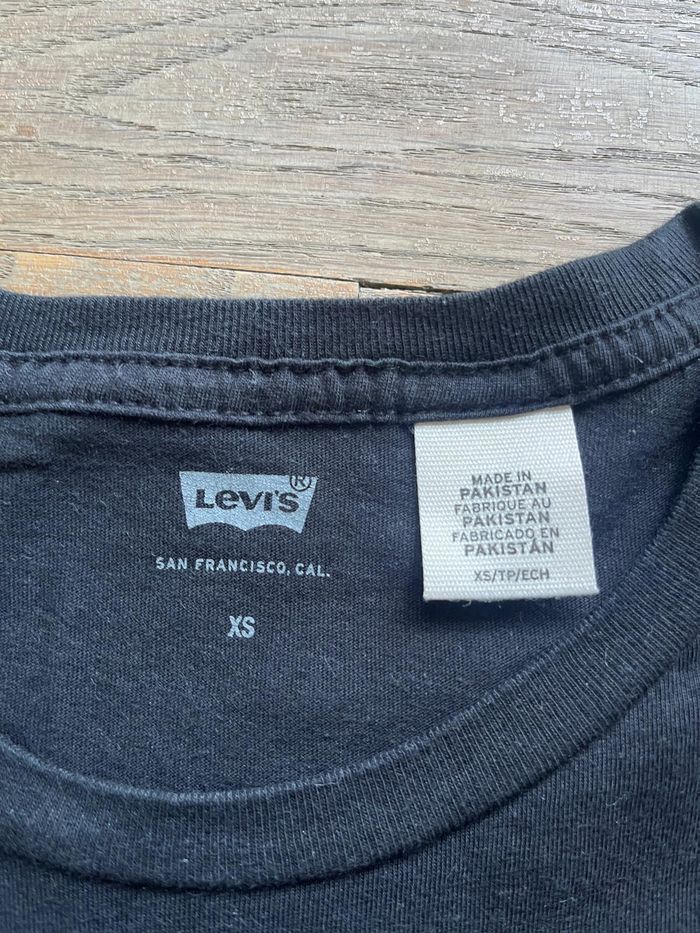 LEVI'S®
SAN FRANCISCO, CAL.
XS
MADE IN
PAKISTAN
FABRIQUE AU
PAKISTAN
FABRICADO EN
PAKISTÁN
XS/TP/ECH